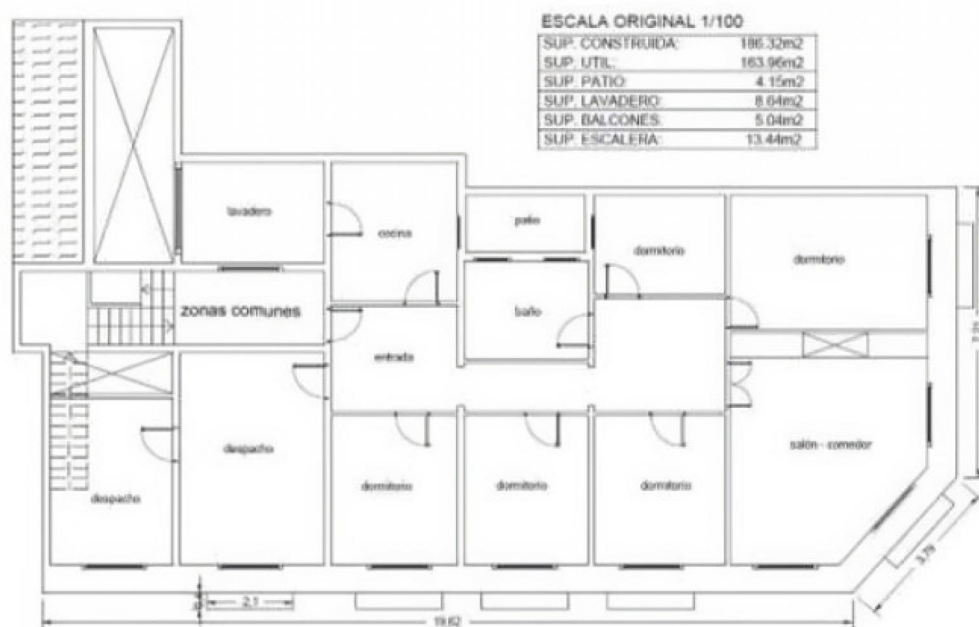 ESCALA ORIGINAL 1/100
SUP. CONSTRUIDA: 186.32m2
SUP. UTIL: 163.96m2
SUP. PATIO: 4.15m2
SUP. LAVADERO: 8.64m2
SUP. BALCONES: 5.04m2
SUP. ESCALERA: 13.44m2
lavadero
cocina
patio
dormitorio
dormitorio
zonas comunes
baño
entrada
despacho
salón - comedor
despacho
dormitorio
dormitorio
dormitorio
3,79
2,1
19,62